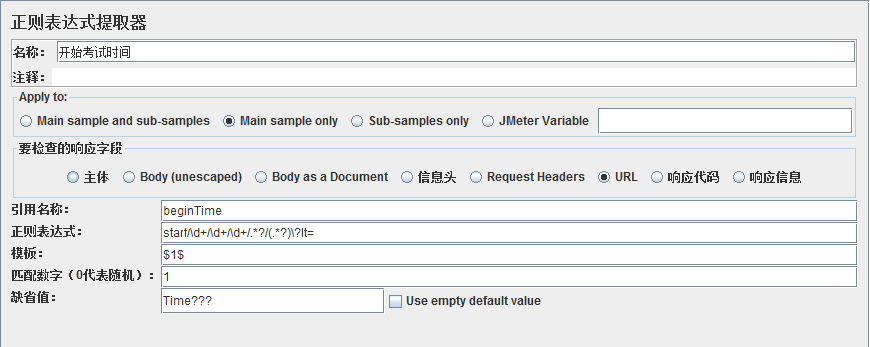 正则表达式提取器
名称： 开始考试时间
注释：
Apply to:
Main sample and sub-samples Main sample only Sub-samples only JMeter Variable
要检查的响应字段
主体 Body (unescaped) Body as a Document 信息头 Request Headers URL 响应代码 响应信息
引用名称： beginTime
正则表达式： start/\d+/\d+/\d+/.*?/(.*?)\?lt=
模板： $1$
匹配数字（0代表随机）： 1
缺省值： Time??? Use empty default value